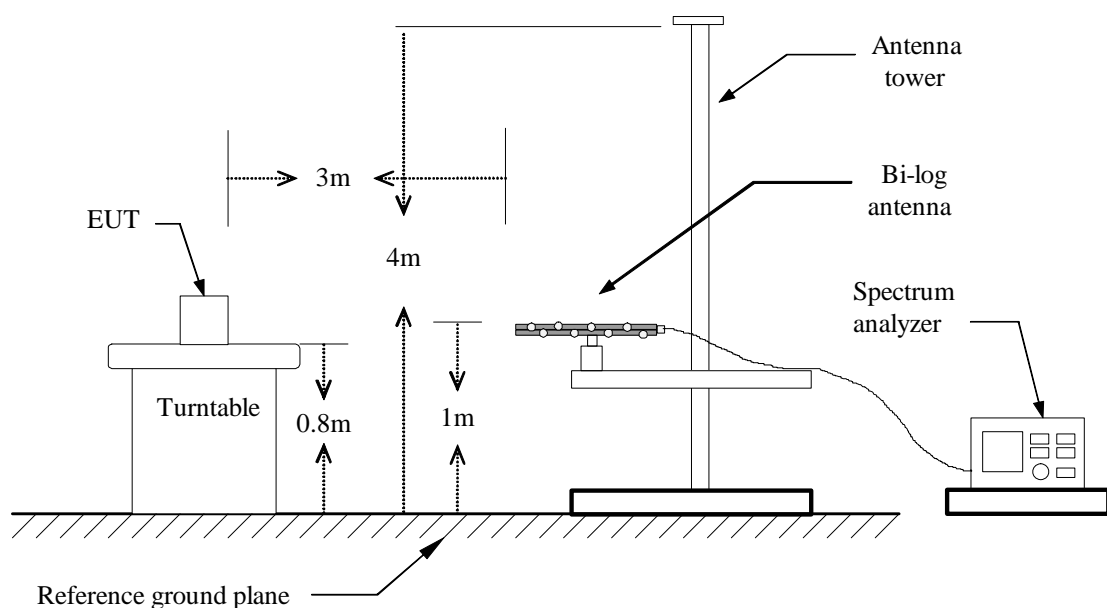 Antenna
tower
3m
Bi-log
antenna
EUT
4m
Spectrum
analyzer
Turntable
0.8m
1m
Reference ground plane